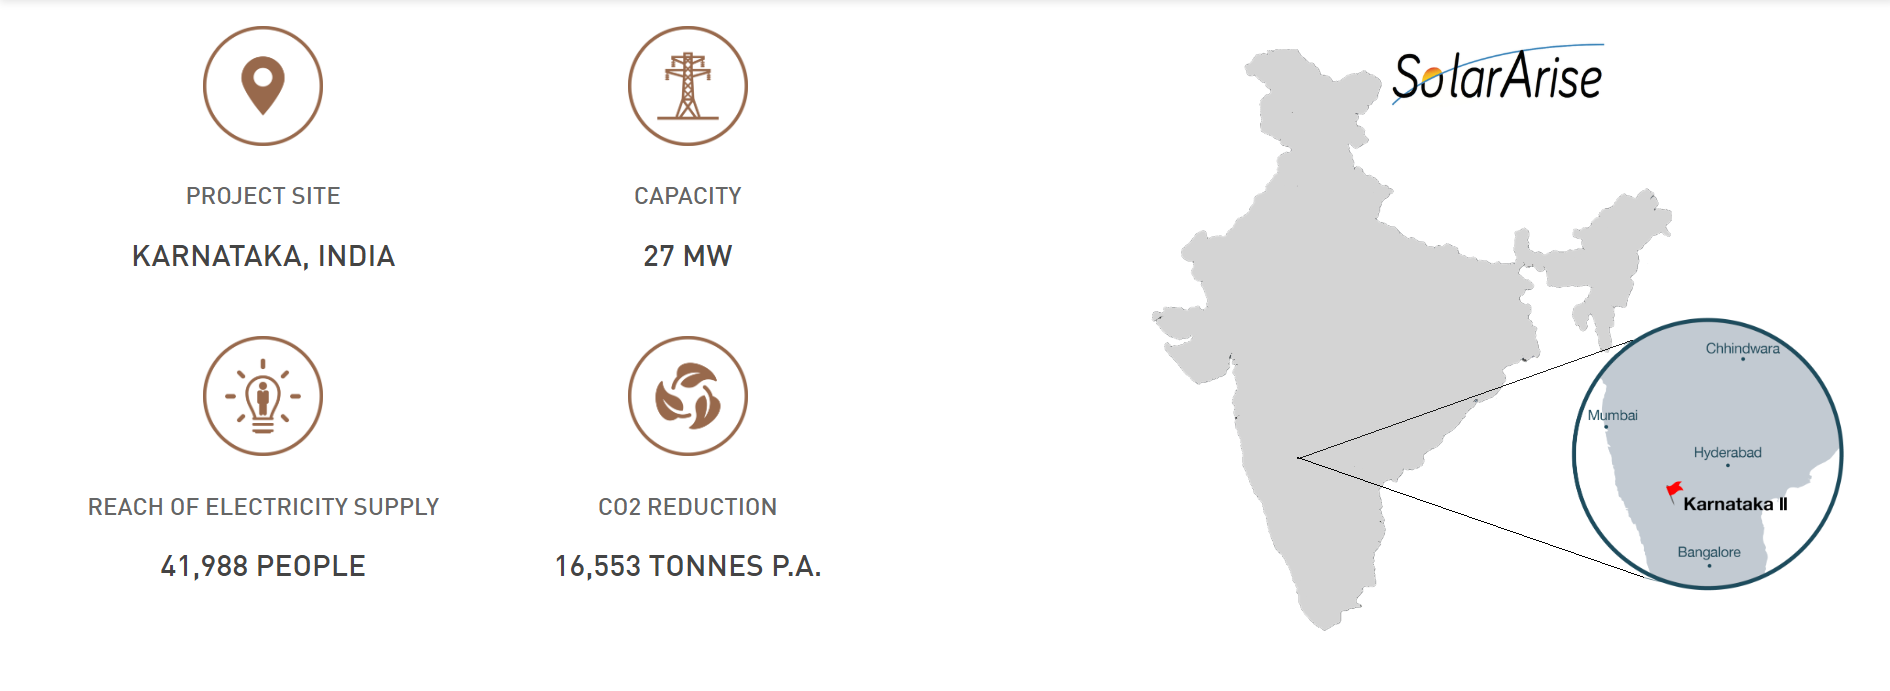 PROJECT SITE
KARNATAKA, INDIA
CAPACITY
27 MW
REACH OF ELECTRICITY SUPPLY
41,988 PEOPLE
CO2 REDUCTION
16,553 TONNES P.A.
SolarArise
Chhindwara
Mumbai
Hyderabad
Karnataka II
Bangalore